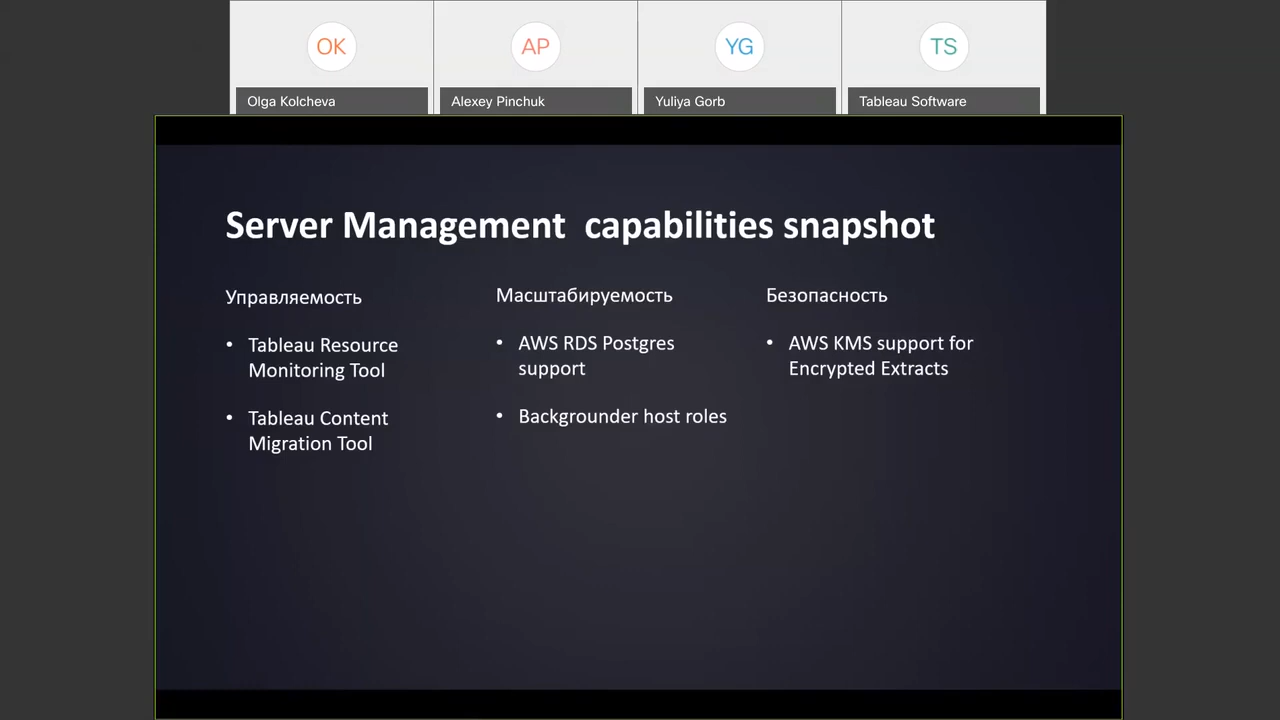 OK
AP
YG
TS
Olga Kolcheva
Alexey Pinchuk
Yuliya Gorb
Tableau Software
Server Management  capabilities snapshot
Управляемость
• Tableau Resource
Monitoring Tool
• Tableau Content
Migration Tool
Масштабируемость
• AWS RDS Postgres
support
• Backgrounder host roles
Безопасность
• AWS KMS support for
Encrypted Extracts